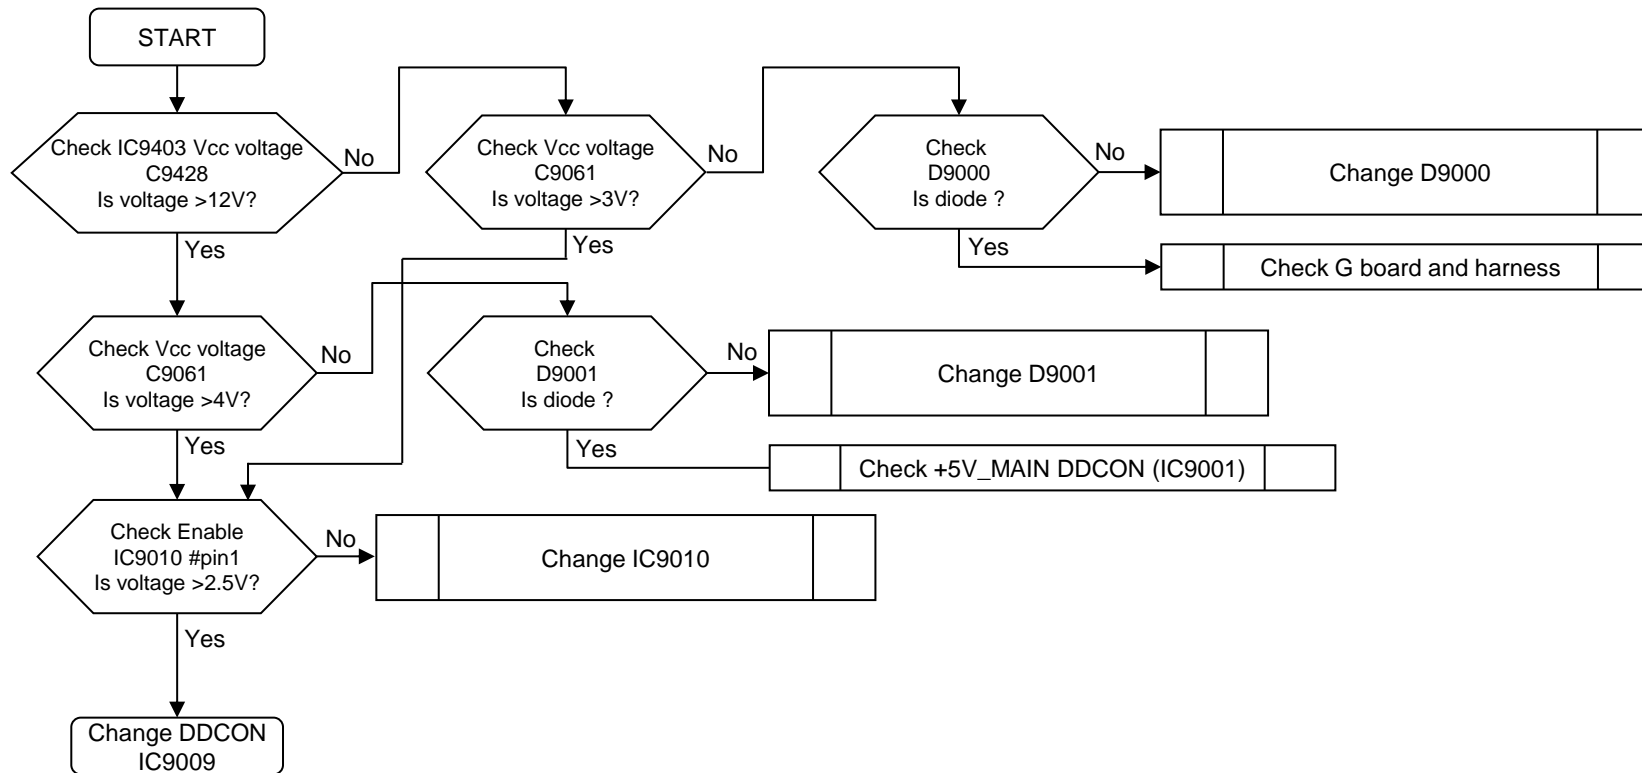 START
Check IC9403 Vcc voltage
C9428
Is voltage >12V?
No
Yes
Check Vcc voltage
C9061
Is voltage >3V?
No
Yes
Check
D9000
Is diode ?
No
Yes
Change D9000
Check G board and harness
Check Vcc voltage
C9061
Is voltage >4V?
No
Yes
Check
D9001
Is diode ?
No
Yes
Change D9001
Check +5V_MAIN DDCON (IC9001)
Check Enable
IC9010 #pin1
Is voltage >2.5V?
No
Yes
Change IC9010
Change DDCON
IC9009